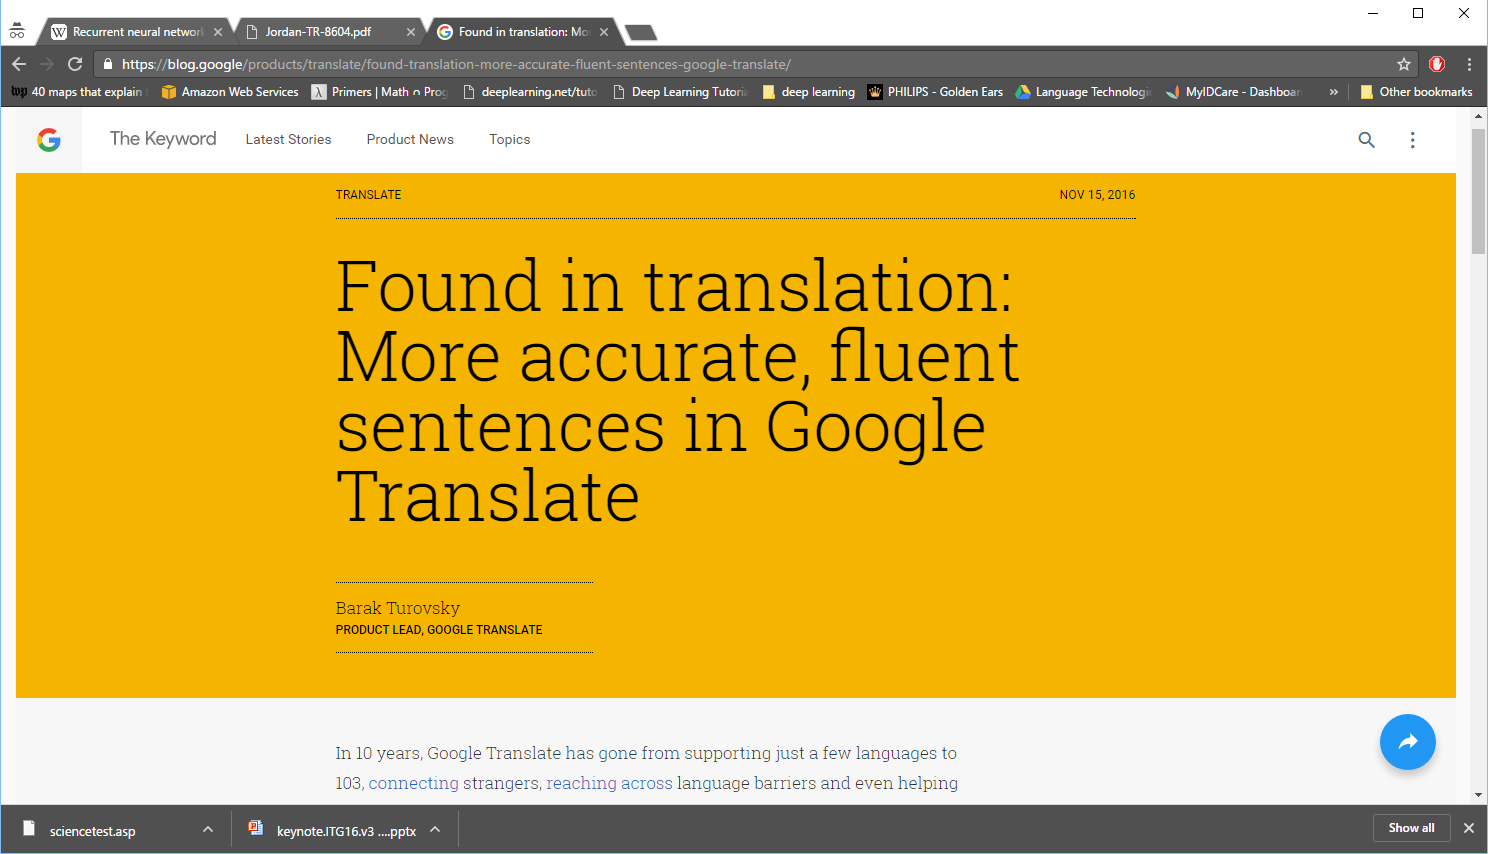 Recurrent neural network
Jordan-TR-8604.pdf
Found in translation: Mo
https://blog.google/products/translate/found-translation-more-accurate-fluent-sentences-google-translate/
wp 40 maps that explain
Amazon Web Services
λ Primers | Math ∩ Prog
deeplearning.net/tuto
Deep Learning Tutoria
deep learning
PHILIPS - Golden Ears
Language Technologie
MyIDCare - Dashboar
»
Other bookmarks
G
The Keyword
Latest Stories
Product News
Topics
TRANSLATE
NOV 15, 2016
Found in translation:
More accurate, fluent
sentences in Google
Translate
Barak Turovsky
PRODUCT LEAD, GOOGLE TRANSLATE
In 10 years, Google Translate has gone from supporting just a few languages to
103, connecting strangers, reaching across language barriers and even helping
sciencetest.asp
keynote.ITG16.v3 ....pptx
Show all